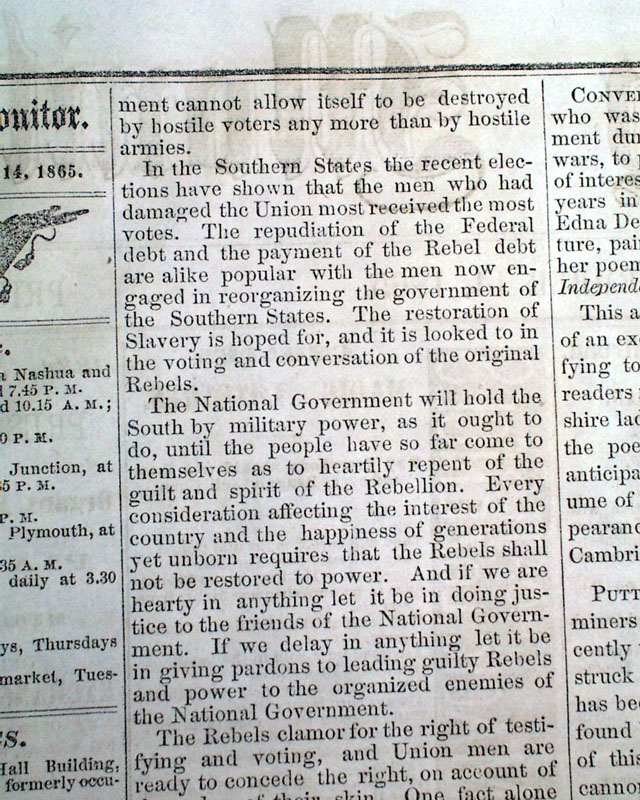 onitor.
14, 1865.
a Nashua and
7.45 P. M.
d 10.15 A. M.;
0 P. M.
Junction, at
5 P. M.
P. M.
Plymouth, at
35 A. M.
daily at 3.30
ys, Thursdays
market, Tues-
Hall Building,
formerly occu-
ment cannot allow itself to be destroyed
by hostile voters any more than by hostile
armies.
In the Southern States the recent elec-
tions have shown that the men who had
damaged the Union most received the most
votes. The repudiation of the Federal
debt and the payment of the Rebel debt
are alike popular with the men now en-
gaged in reorganizing the government of
the Southern States. The restoration of
Slavery is hoped for, and it is looked to in
the voting and conversation of the original
Rebels.
The National Government will hold the
South by military power, as it ought to
do, until the people have so far come to
themselves as to heartily repent of the
guilt and spirit of the Rebellion. Every
consideration affecting the interest of the
country and the happiness of generations
yet unborn requires that the Rebels shall
not be restored to power. And if we are
hearty in anything let it be in doing jus-
tice to the friends of the National Govern-
ment. If we delay in anything let it be
in giving pardons to leading guilty Rebels
and power to the organized enemies of
the National Government.
The Rebels clamor for the right of testi-
fying and voting, and Union men are
ready to concede the right, on account of
of their skin. One fact alone
CONVER
who was
ment dur
wars, to
of interes
years in
Edna De
ture, pai
her poem
Independ
This a
of an exc
fying to
readers
shire lad
the poe
anticipa
ume of
pearanc
Cambri
PUTT
miners
cently
struck
has bee
found
of this
canno